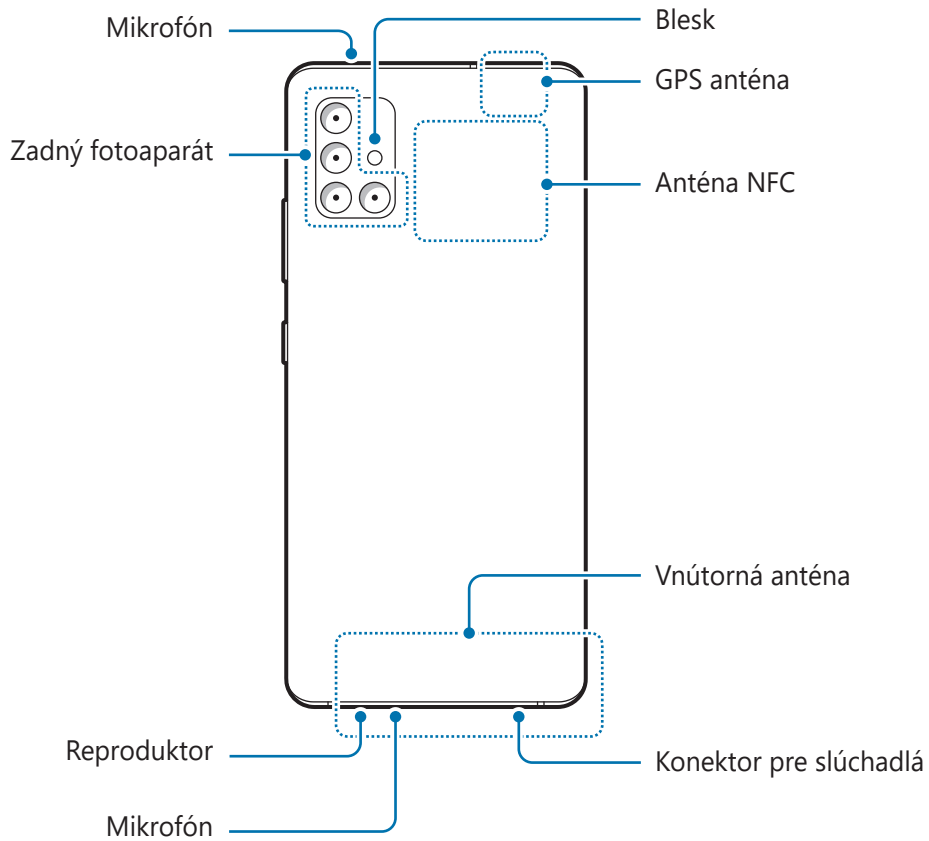 Mikrofón
Blesk
GPS anténa
Zadný fotoaparát
Anténa NFC
Vnútorná anténa
Reproduktor
Konektor pre slúchadlá
Mikrofón